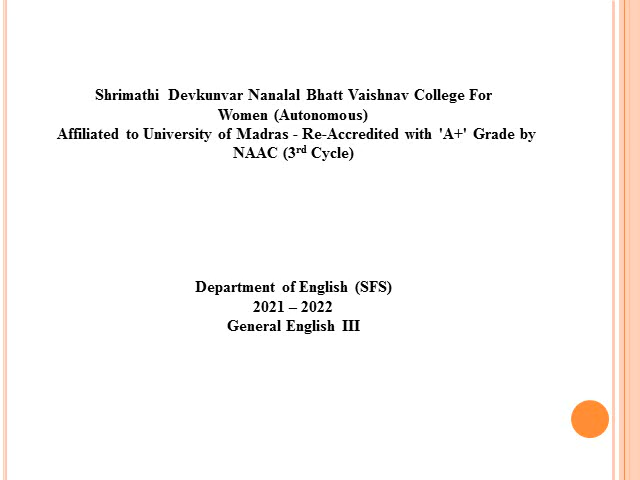 Shrimathi Devkunvar Nanalal Bhatt Vaishnav College For
Women (Autonomous)
Affiliated to University of Madras - Re-Accredited with 'A+' Grade by
NAAC (3rd Cycle)
Department of English (SFS)
2021 – 2022
General English III